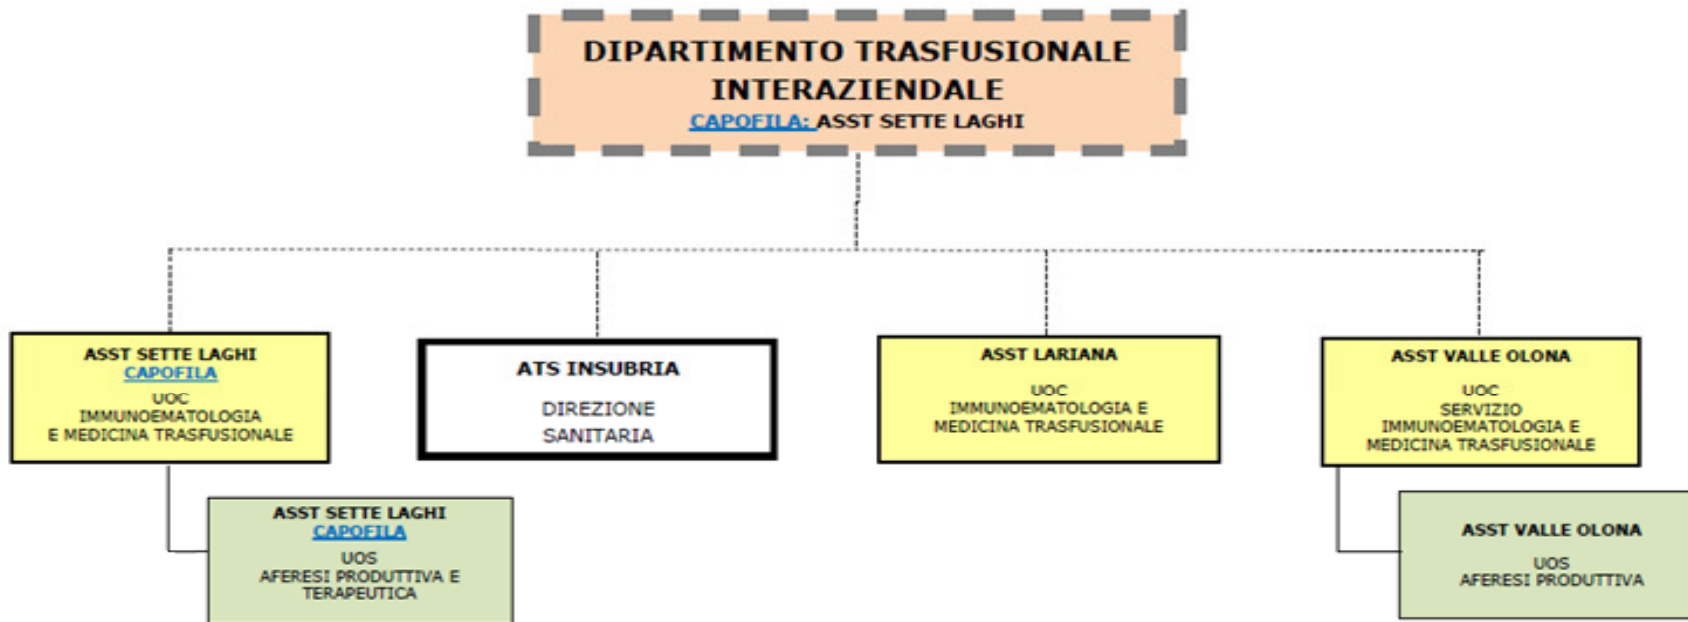 DIPARTIMENTO TRASFUSIONALE
INTERAZIENDALE
CAPOFILA: ASST SETTE LAGHI
ASST SETTE LAGHI
CAPOFILA
UOC
IMMUNOEMATOLOGIA
E MEDICINA TRASFUSIONALE
ATS INSUBRIA
DIREZIONE
SANITARIA
ASST LARIANA
UOC
IMMUNOEMATOLOGIA E
MEDICINA TRASFUSIONALE
ASST VALLE OLONA
UOC
SERVIZIO
IMMUNOEMATOLOGIA E
MEDICINA TRASFUSIONALE
ASST SETTE LAGHI
CAPOFILA
UOS
AFERESI PRODUTTIVA E
TERAPEUTICA
ASST VALLE OLONA
UOS
AFERESI PRODUTTIVA